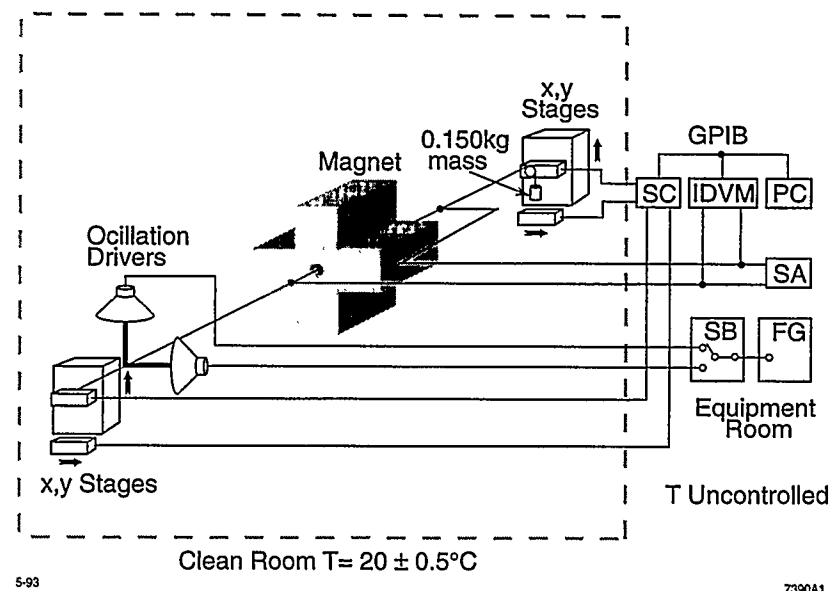 x,y
Stages
0.150kg
mass
GPIB
Magnet
SC
IDVM
PC
Ocillation
Drivers
SA
SB
FG
Equipment
Room
x,y Stages
T Uncontrolled
Clean Room T= 20 ± 0.5°C
5-93
7390A1